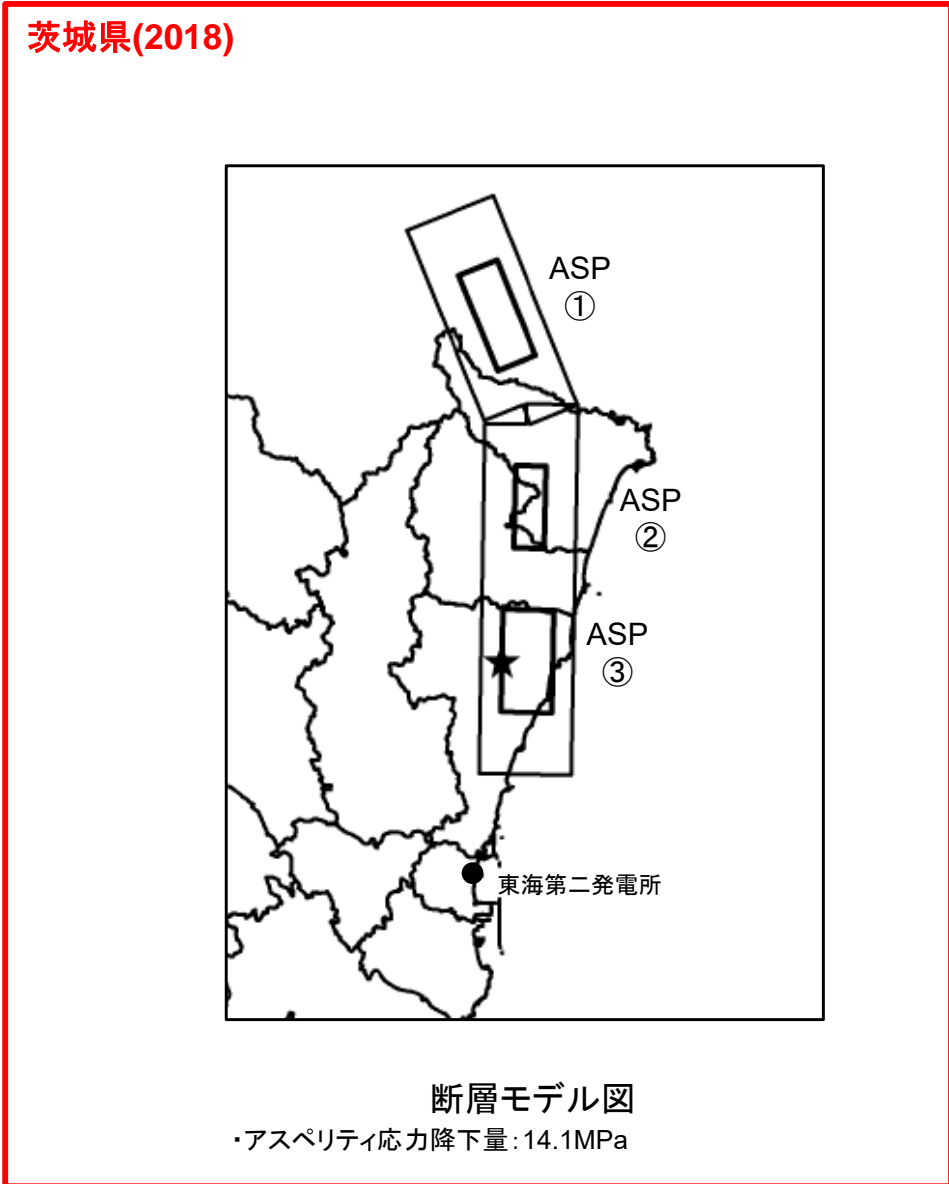 茨城県(2018)
ASP
①
ASP
②
ASP
③
東海第二発電所
断層モデル図
・アスペリティ応力降下量：14.1MPa